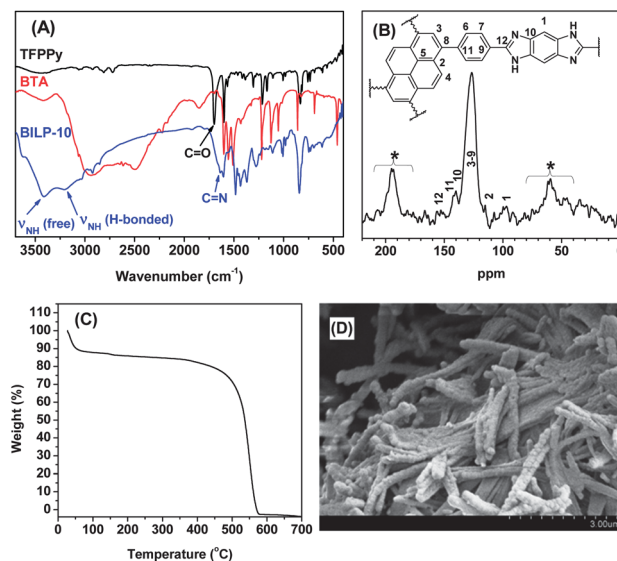 (A)
TFPPy
BTA
BILP-10
C=O
C=N
νNH (free)
νNH (H-bonded)
3500 3000 2500 2000 1500 1000 500
Wavenumber (cm-1)
(B)
1
3
6 7
8
5
2
4
11 9
12
10
H
N
N
N
N
H
*
12
11
10
3-9
2
1
*
200 150 100 50 0
ppm
(C)
110
100
90
80
70
60
50
40
30
20
10
0
Weight (%)
0 100 200 300 400 500 600 700
Temperature (oC)
(D)
3.00um